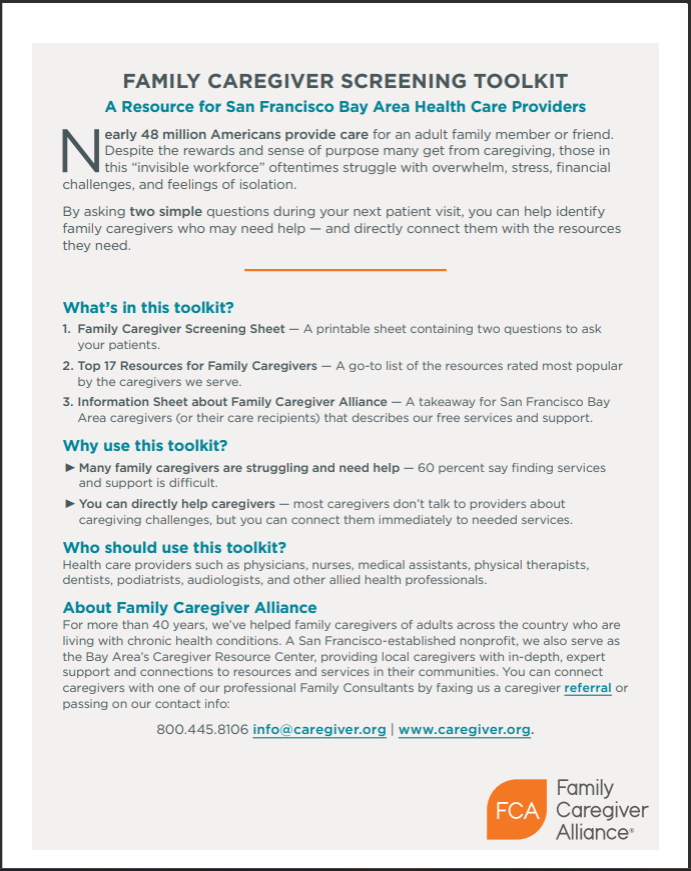 FAMILY CAREGIVER SCREENING TOOLKIT
A Resource for San Francisco Bay Area Health Care Providers
Nearly 48 million Americans provide care for an adult family member or friend.
Despite the rewards and sense of purpose many get from caregiving, those in
this “invisible workforce” oftentimes struggle with overwhelm, stress, financial
challenges, and feelings of isolation.
By asking two simple questions during your next patient visit, you can help identify
family caregivers who may need help — and directly connect them with the resources
they need.
What’s in this toolkit?
1. Family Caregiver Screening Sheet — A printable sheet containing two questions to ask
your patients.
2. Top 17 Resources for Family Caregivers — A go-to list of the resources rated most popular
by the caregivers we serve.
3. Information Sheet about Family Caregiver Alliance — A takeaway for San Francisco Bay
Area caregivers (or their care recipients) that describes our free services and support.
Why use this toolkit?
► Many family caregivers are struggling and need help — 60 percent say finding services
and support is difficult.
► You can directly help caregivers — most caregivers don’t talk to providers about
caregiving challenges, but you can connect them immediately to needed services.
Who should use this toolkit?
Health care providers such as physicians, nurses, medical assistants, physical therapists,
dentists, podiatrists, audiologists, and other allied health professionals.
About Family Caregiver Alliance
For more than 40 years, we’ve helped family caregivers of adults across the country who are
living with chronic health conditions. A San Francisco-established nonprofit, we also serve as
the Bay Area’s Caregiver Resource Center, providing local caregivers with in-depth, expert
support and connections to resources and services in their communities. You can connect
caregivers with one of our professional Family Consultants by faxing us a caregiver referral or
passing on our contact info:
800.445.8106 info@caregiver.org | www.caregiver.org.
FCA
Family
Caregiver
Alliance®